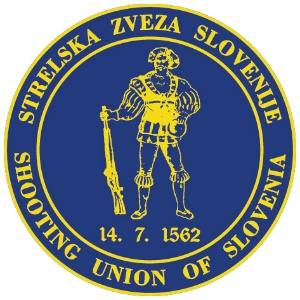 STRELSKA ZVEZA SLOVENIJE
14. 7. 1562
SHOOTING UNION OF SLOVENIA